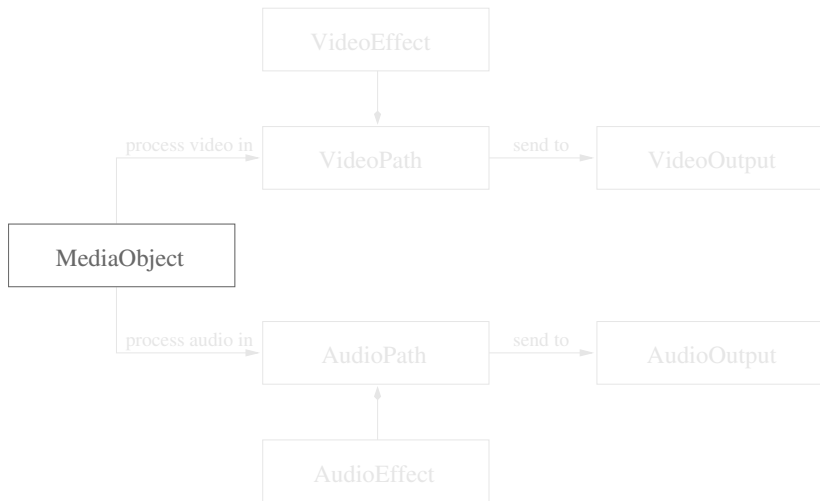 VideoEffect
process video in
VideoPath
send to
VideoOutput
MediaObject
process audio in
AudioPath
send to
AudioOutput
AudioEffect